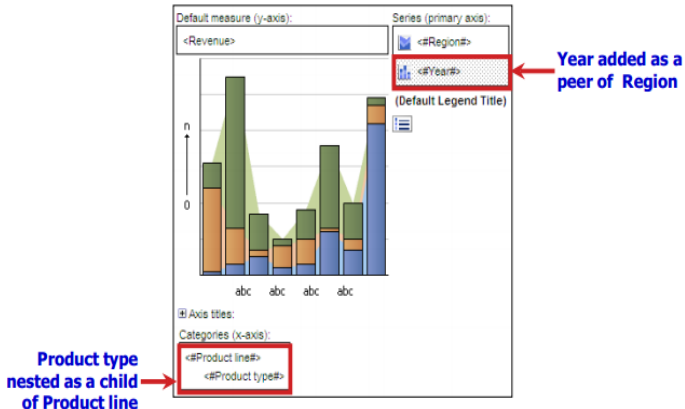 Default measure (y-axis):
<Revenue>
Series (primary axis):
<#Region#>
<#Year#>
(Default Legend Title)
Year added as a
peer of Region
n
0
abc abc abc abc
Axis titles:
Categories (x-axis):
<#Product line#>
<#Product type#>
Product type
nested as a child
of Product line